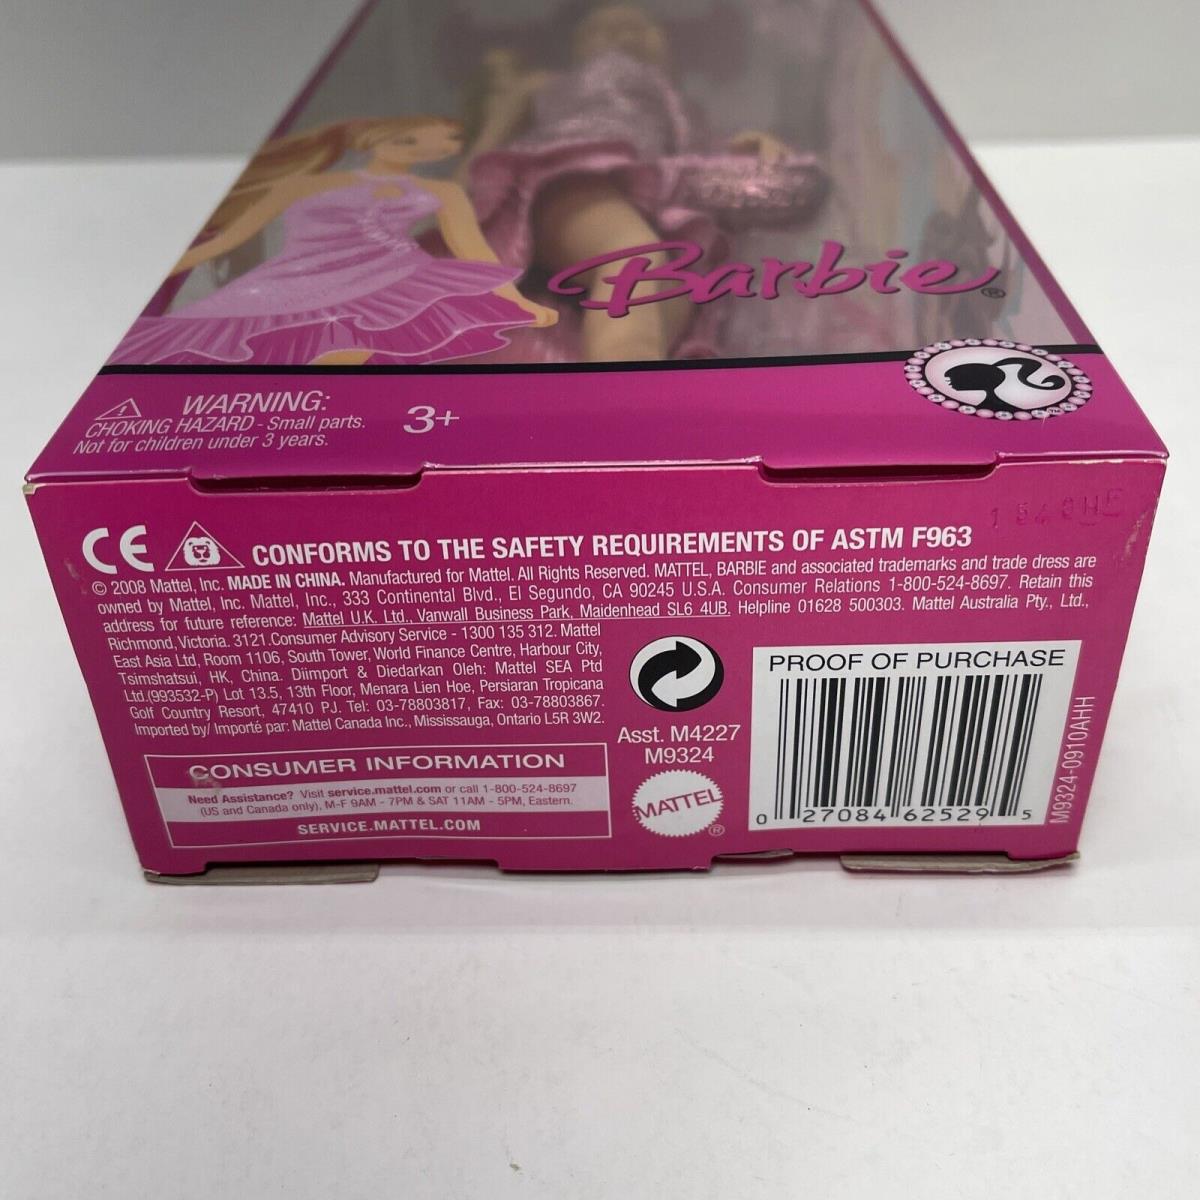 Barbie®
WARNING:
CHOKING HAZARD - Small parts.
Not for children under 3 years.
3+
TM
CE
CONFORMS TO THE SAFETY REQUIREMENTS OF ASTM F963
© 2008 Mattel, Inc. MADE IN CHINA. Manufactured for Mattel. All Rights Reserved. MATTEL, BARBIE and associated trademarks and trade dress are
owned by Mattel, Inc. Mattel, Inc., 333 Continental Blvd., El Segundo, CA 90245 U.S.A. Consumer Relations 1-800-524-8697. Retain this
address for future reference: Mattel U.K. Ltd., Vanwall Business Park, Maidenhead SL6 4UB. Helpline 01628 500303. Mattel Australia Pty., Ltd.,
Richmond, Victoria. 3121.Consumer Advisory Service - 1300 135 312. Mattel
East Asia Ltd, Room 1106, South Tower, World Finance Centre, Harbour City,
Tsimshatsui, HK, China. Diimport & Diedarkan Oleh: Mattel SEA Ptd
Ltd.(993532-P) Lot 13.5, 13th Floor, Menara Lien Hoe, Persiaran Tropicana
Golf Country Resort, 47410 PJ. Tel: 03-78803817, Fax: 03-78803867.
Imported by/ Importé par: Mattel Canada Inc., Mississauga, Ontario L5R 3W2.
CONSUMER INFORMATION
Need Assistance? Visit service.mattel.com or call 1-800-524-8697
(US and Canada only), M-F 9AM - 7PM & SAT 11AM - 5PM, Eastern.
SERVICE.MATTEL.COM
Asst. M4227
M9324
MATTEL®
PROOF OF PURCHASE
0 27084 62529 5
M9324-0910AHH